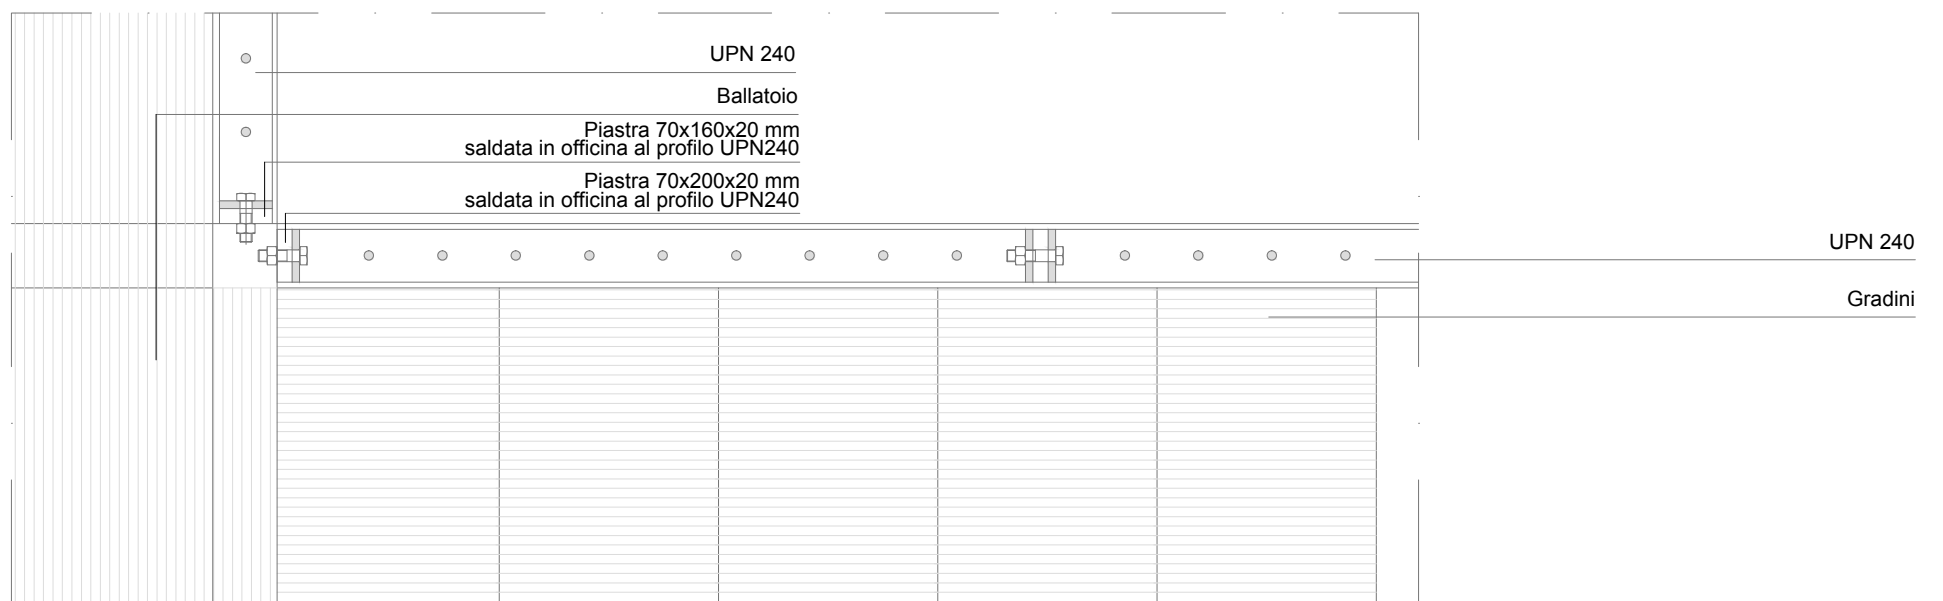 UPN 240
Ballatoio
Piastra 70x160x20 mm
saldata in officina al profilo UPN240
Piastra 70x200x20 mm
saldata in officina al profilo UPN240
UPN 240
Gradini